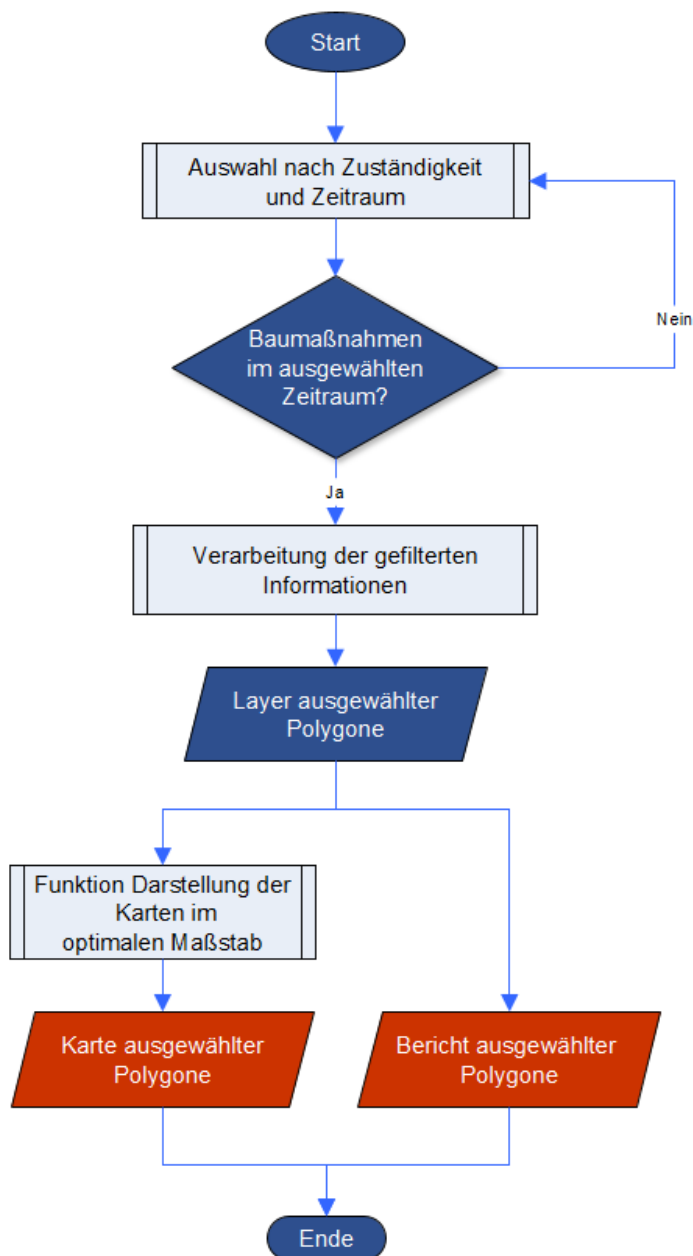 Start
Auswahl nach Zuständigkeit
und Zeitraum
Baumaßnahmen
im ausgewählten
Zeitraum?
Nein
Ja
Verarbeitung der gefilterten
Informationen
Layer ausgewählter
Polygone
Funktion Darstellung der
Karten im
optimalen Maßstab
Karte ausgewählter
Polygone
Bericht ausgewählter
Polygone
Ende